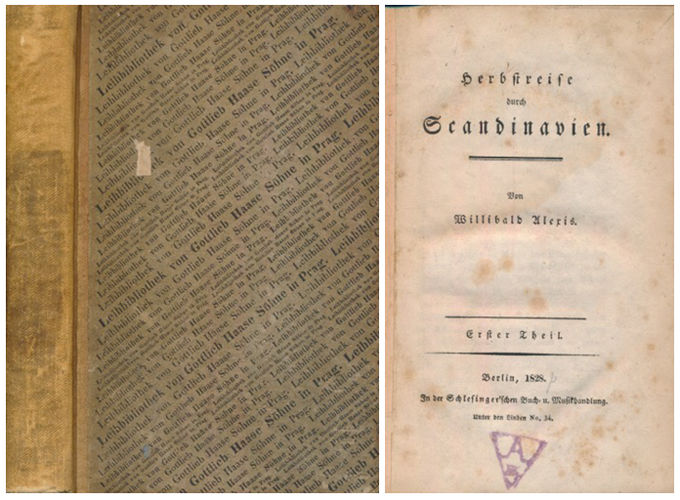 Leihbibliothek von Gottlieb Haase Söhne in Prag.
Herbstreise
durch
Scandinavien.
Von
Willibald Alexis.
Erster Theil.
Berlin, 1828.
In der Schlesinger'schen Buch- u. Musikhandlung.
Unter den Linden No. 34.
A